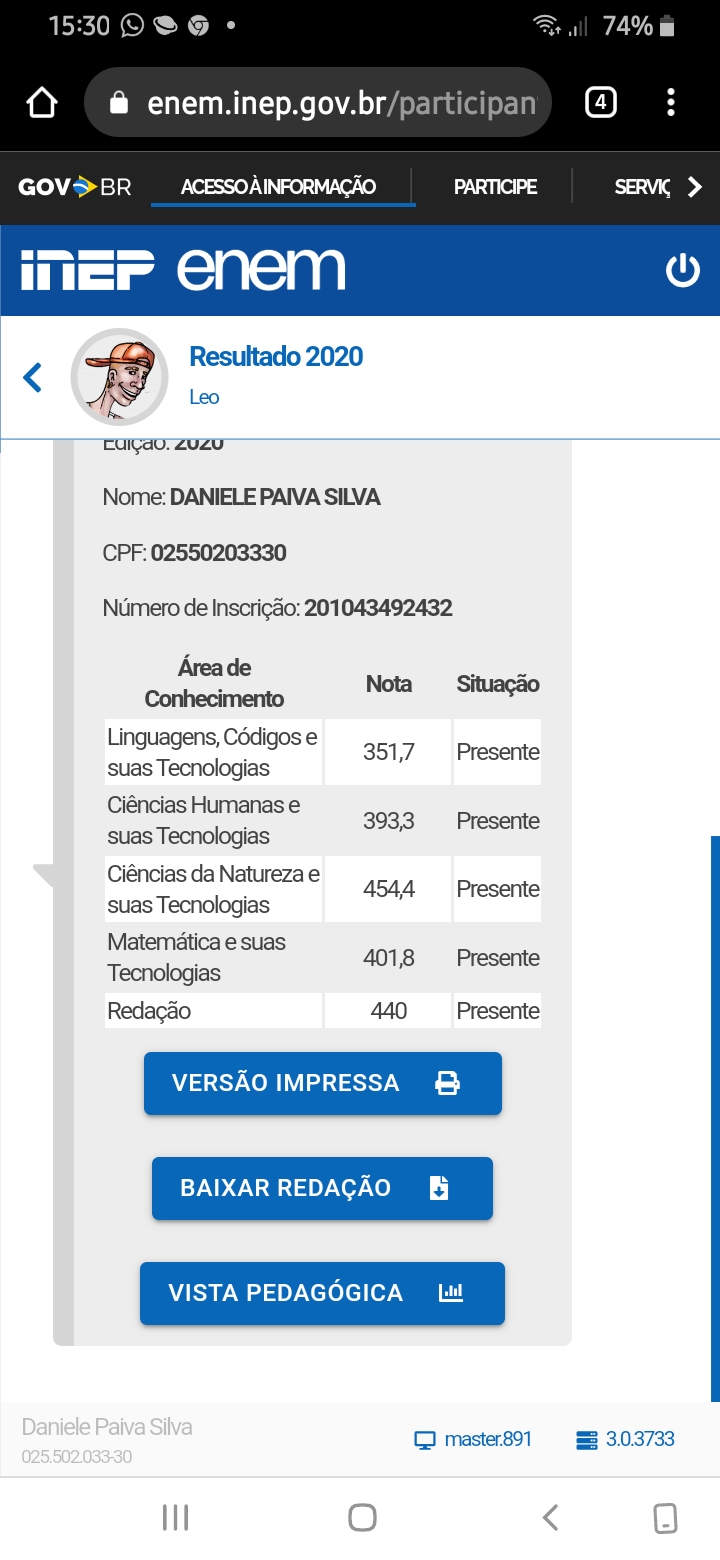 15:30 74%
enem.inep.gov.br/participan 4
GOV BR ACESSO À INFORMAÇÃO PARTICIPE SERVIÇ
inep enem
Resultado 2020
Leo
Edição: 2020
Nome: DANIELE PAIVA SILVA
CPF: 02550203330
Número de Inscrição: 201043492432
Área de
Conhecimento Nota Situação
Linguagens, Códigos e
suas Tecnologias 351,7 Presente
Ciências Humanas e
suas Tecnologias 393,3 Presente
Ciências da Natureza e
suas Tecnologias 454,4 Presente
Matemática e suas
Tecnologias 401,8 Presente
Redação 440 Presente
VERSÃO IMPRESSA
BAIXAR REDAÇÃO
VISTA PEDAGÓGICA
Daniele Paiva Silva
025.502.033-30
master.891 3.0.3733